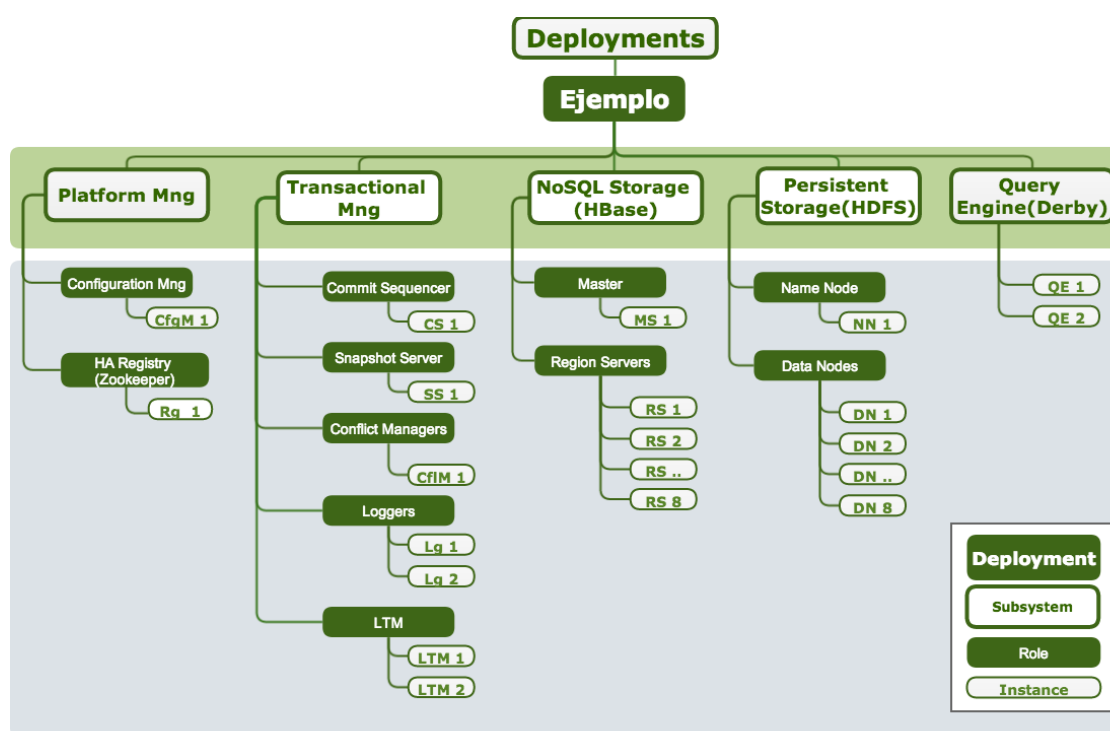 Deployments
Ejemplo
Platform Mng
Transactional
Mng
NoSQL Storage
(HBase)
Persistent
Storage(HDFS)
Query
Engine(Derby)
Configuration Mng
CfgM 1
HA Registry
(Zookeeper)
Rg 1
Commit Sequencer
CS 1
Snapshot Server
SS 1
Conflict Managers
CflM 1
Loggers
Lg 1
Lg 2
LTM
LTM 1
LTM 2
Master
MS 1
Region Servers
RS 1
RS 2
RS ..
RS 8
Name Node
NN 1
Data Nodes
DN 1
DN 2
DN ..
DN 8
QE 1
QE 2
Deployment
Subsystem
Role
Instance